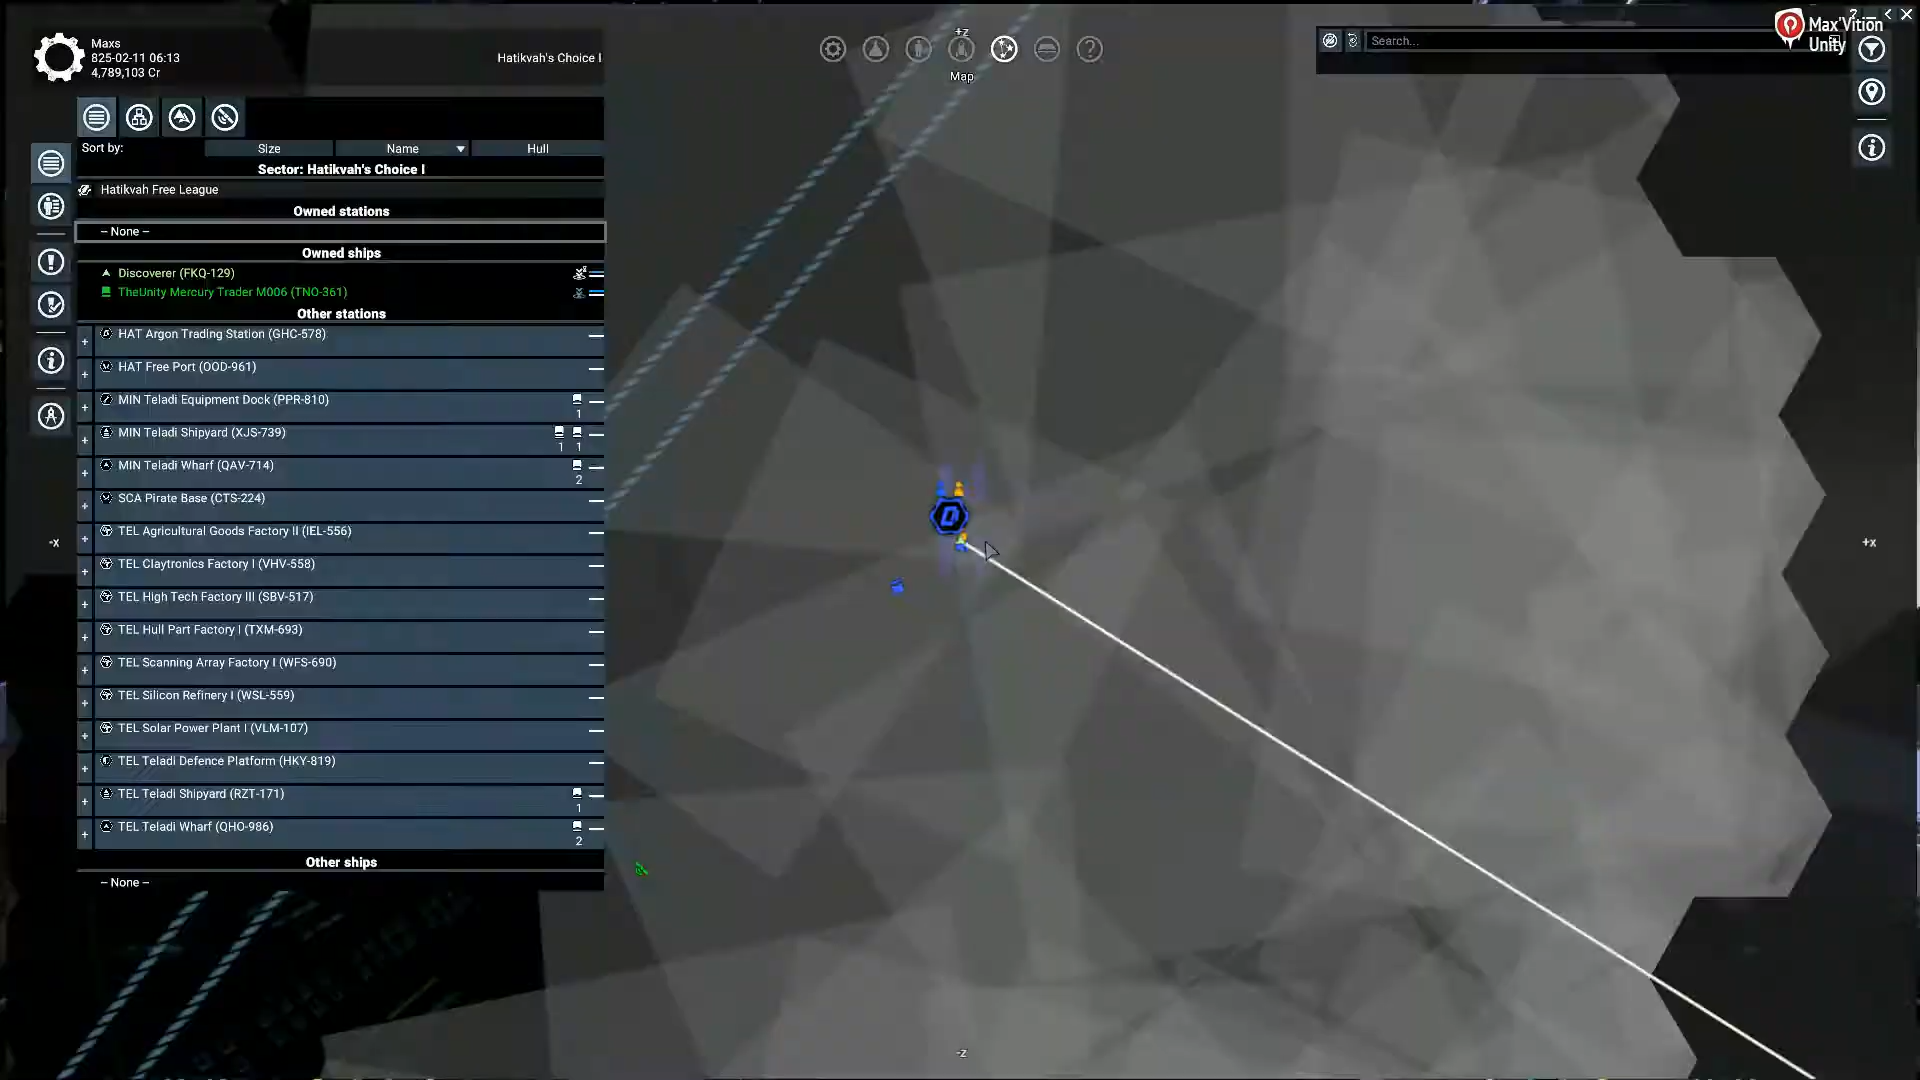 Maxs
825-02-11 06:13
4,789,103 Cr
Hatikvah's Choice I
+z
Map
Search...
Max'Vition
Unity
Sort by:
Size
Name
Hull
Sector: Hatikvah's Choice I
Hatikvah Free League
Owned stations
– None –
Owned ships
Discoverer (FKQ-129)
TheUnity Mercury Trader M006 (TNO-361)
Other stations
+ HAT Argon Trading Station (GHC-578)
+ HAT Free Port (OOD-961)
+ MIN Teladi Equipment Dock (PPR-810)
1
+ MIN Teladi Shipyard (XJS-739)
1 1
+ MIN Teladi Wharf (QAV-714)
2
+ SCA Pirate Base (CTS-224)
+ TEL Agricultural Goods Factory II (IEL-556)
+ TEL Claytronics Factory I (VHV-558)
+ TEL High Tech Factory III (SBV-517)
+ TEL Hull Part Factory I (TXM-693)
+ TEL Scanning Array Factory I (WFS-690)
+ TEL Silicon Refinery I (WSL-559)
+ TEL Solar Power Plant I (VLM-107)
+ TEL Teladi Defence Platform (HKY-819)
+ TEL Teladi Shipyard (RZT-171)
1
+ TEL Teladi Wharf (QHO-986)
2
Other ships
– None –
-x
+x
-z